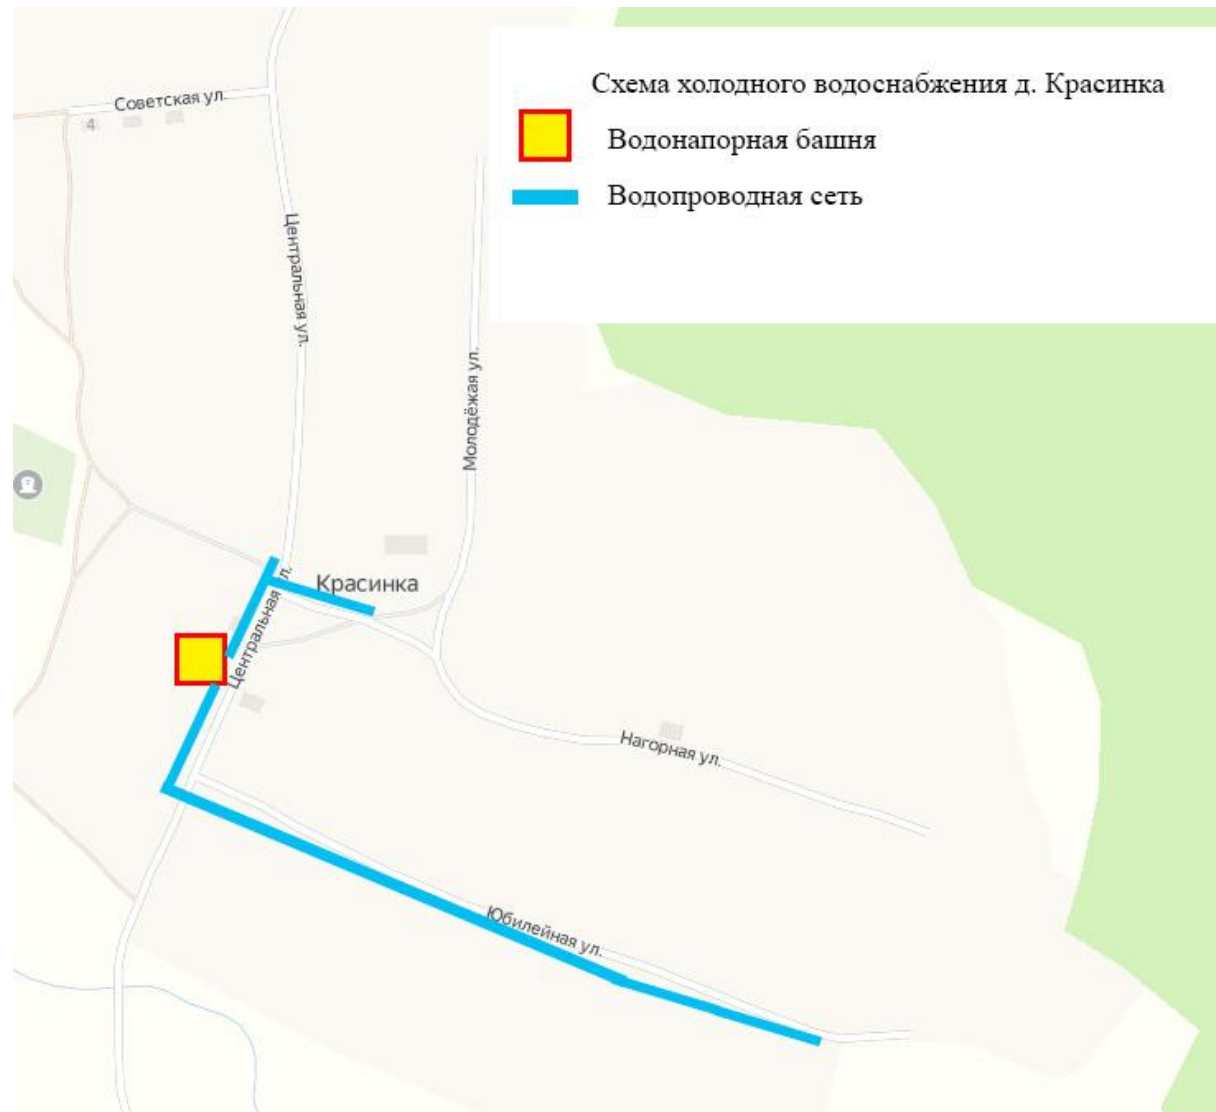 Схема холодного водоснабжения д. Красинка
Водонапорная башня
Водопроводная сеть
Советская ул.
4
Центральная ул.
Молодёжая ул.
Красинка
Центральная ул.
Нагорная ул.
Юбилейная ул.